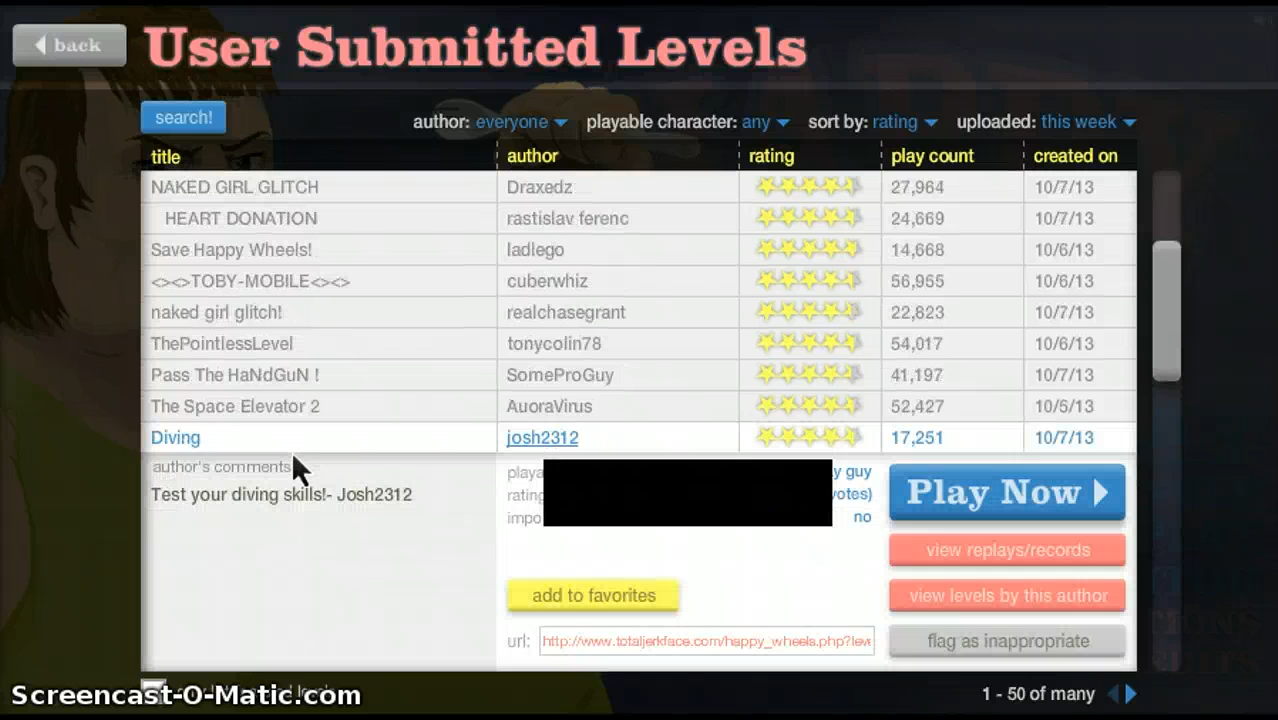 back
User Submitted Levels
search!
author: everyone playable character: any sort by: rating uploaded: this week
title author rating play count created on
NAKED GIRL GLITCH Draxedz 27,964 10/7/13
HEART DONATION rastislav ferenc 24,669 10/7/13
Save Happy Wheels! ladlego 14,668 10/6/13
<><>TOBY-MOBILE<><> cuberwhiz 56,955 10/6/13
naked girl glitch! realchasegrant 22,823 10/7/13
ThePointlessLevel tonycolin78 54,017 10/6/13
Pass The HaNdGuN ! SomeProGuy 41,197 10/7/13
The Space Elevator 2 AuoraVirus 52,427 10/5/13
Diving josh2312 17,251 10/7/13
author's comments
Test your diving skills!- Josh2312
playa y guy
rating votes)
impo no
Play Now
view replays/records
add to favorites
view levels by this author
url: http://www.totaljerkface.com/happy_wheels.php?lev
flag as inappropriate
Screencast-O-Matic.com
1 - 50 of many